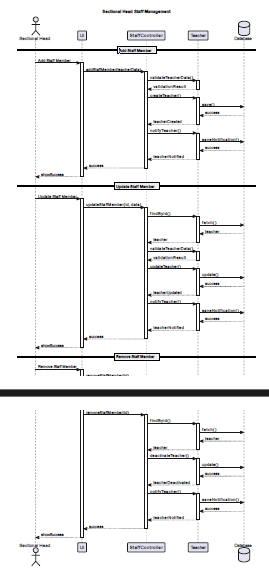 Sectional Head Staff Management
Sectional Head
UI
StaffController
Teacher
Database
Add Staff Member
Add Staff Member
addStaffMember(teacherData)
validateTeacherData()
validationResult
createTeacher()
save()
success
teacherCreated
notifyTeacher()
saveNotification()
success
teacherNotified
success
showSuccess
Update Staff Member
Update Staff Member
updateStaffMember(id, data)
findById()
fetch()
teacher
teacher
validateTeacherData()
validationResult
updateTeacher()
update()
success
teacherUpdated
notifyTeacher()
saveNotification()
success
teacherNotified
success
showSuccess
Remove Staff Member
Remove Staff Member
findById()
fetch()
teacher
teacher
deactivateTeacher()
update()
success
teacherDeactivated
notifyTeacher()
saveNotification()
success
teacherNotified
success
showSuccess
Sectional Head
UI
StaffController
Teacher
Database